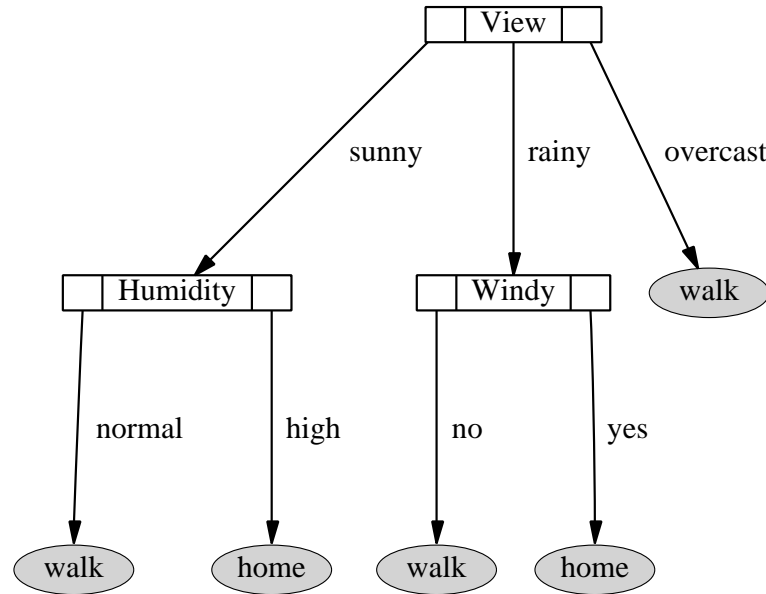 View
sunny
rainy
overcast
Humidity
Windy
walk
normal
high
no
yes
walk
home
walk
home